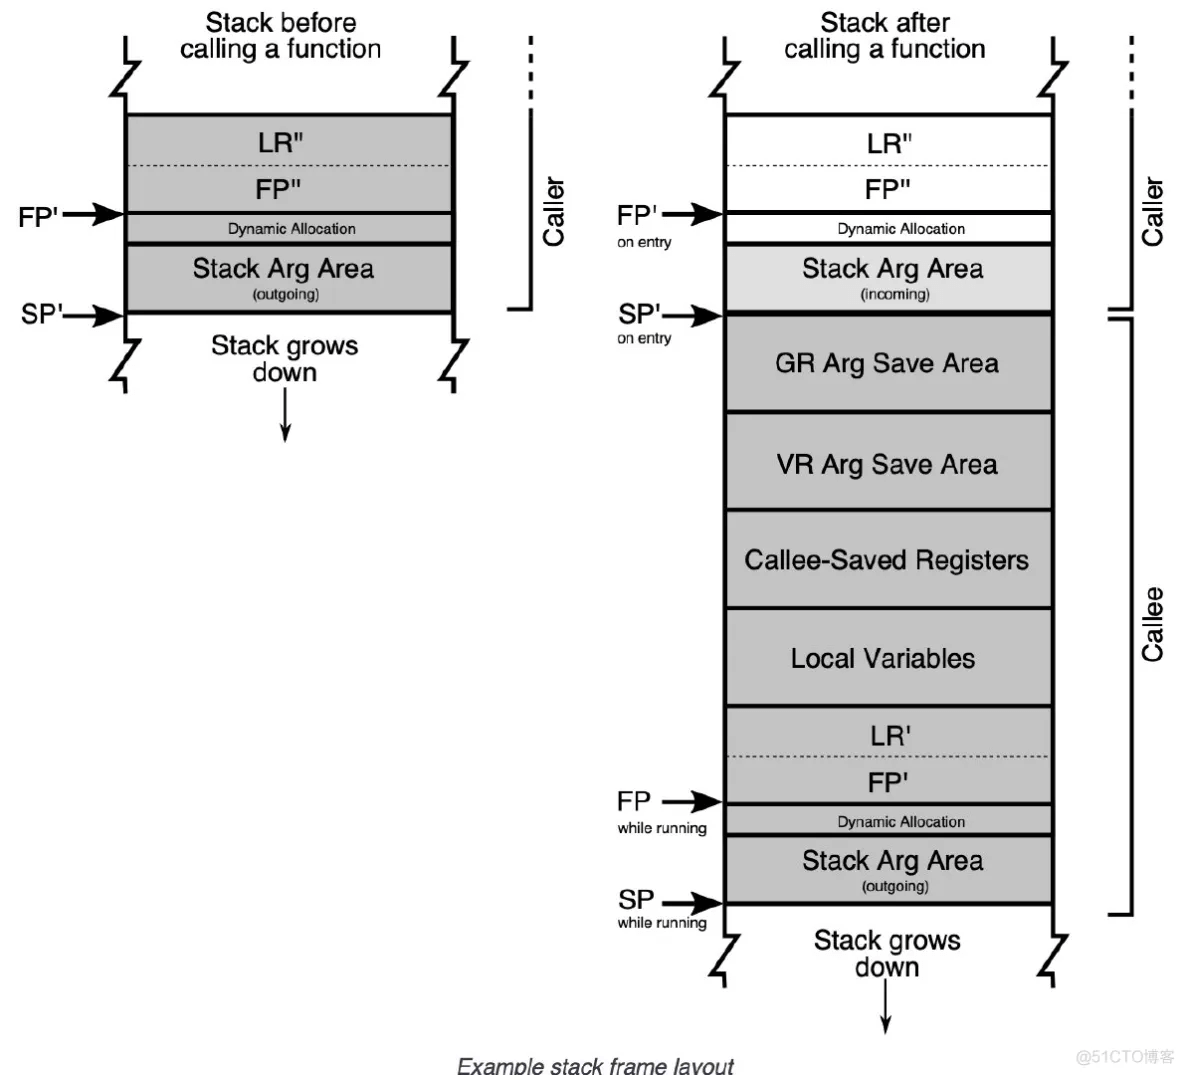 Stack before
calling a function
LR"
FP"
FP'
Dynamic Allocation
Stack Arg Area
(outgoing)
SP'
Stack grows
down
Caller
Stack after
calling a function
LR"
FP"
FP'
on entry
Dynamic Allocation
Stack Arg Area
(incoming)
SP'
on entry
GR Arg Save Area
VR Arg Save Area
Callee-Saved Registers
Local Variables
LR'
FP'
FP
while running
Dynamic Allocation
Stack Arg Area
(outgoing)
SP
while running
Stack grows
down
Caller
Callee
Example stack frame layout
@51CTO博客